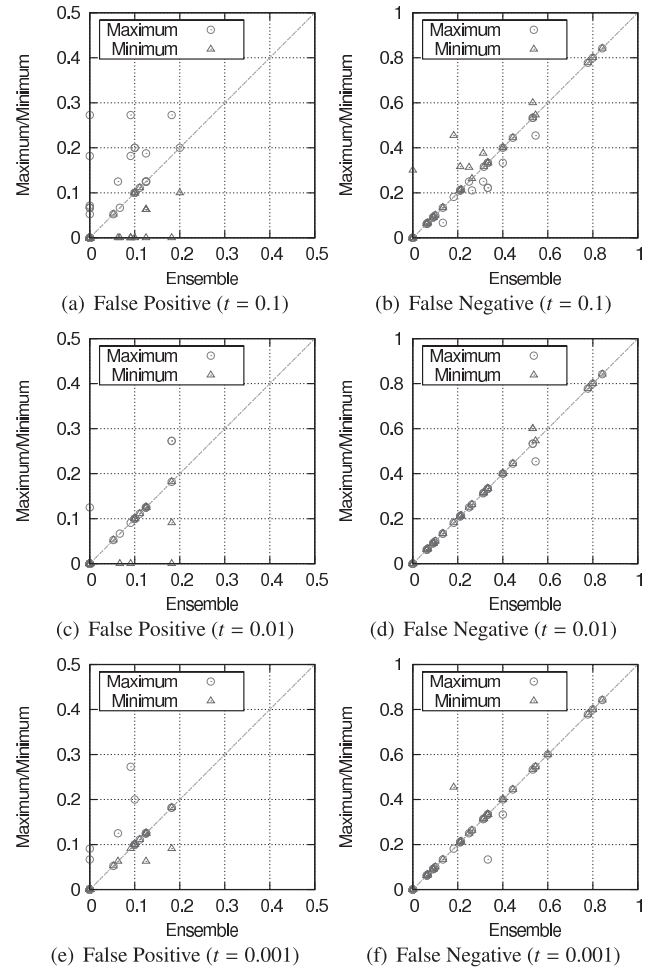 0.5
0.4
0.3
0.2
0.1
0
Maximum/Minimum
Maximum
Minimum
0 0.1 0.2 0.3 0.4 0.5
Ensemble
(a) False Positive (t = 0.1)
1
0.8
0.6
0.4
0.2
0
Maximum/Minimum
Maximum
Minimum
0 0.2 0.4 0.6 0.8 1
Ensemble
(b) False Negative (t = 0.1)
0.5
0.4
0.3
0.2
0.1
0
Maximum/Minimum
Maximum
Minimum
0 0.1 0.2 0.3 0.4 0.5
Ensemble
(c) False Positive (t = 0.01)
1
0.8
0.6
0.4
0.2
0
Maximum/Minimum
Maximum
Minimum
0 0.2 0.4 0.6 0.8 1
Ensemble
(d) False Negative (t = 0.01)
0.5
0.4
0.3
0.2
0.1
0
Maximum/Minimum
Maximum
Minimum
0 0.1 0.2 0.3 0.4 0.5
Ensemble
(e) False Positive (t = 0.001)
1
0.8
0.6
0.4
0.2
0
Maximum/Minimum
Maximum
Minimum
0 0.2 0.4 0.6 0.8 1
Ensemble
(f) False Negative (t = 0.001)